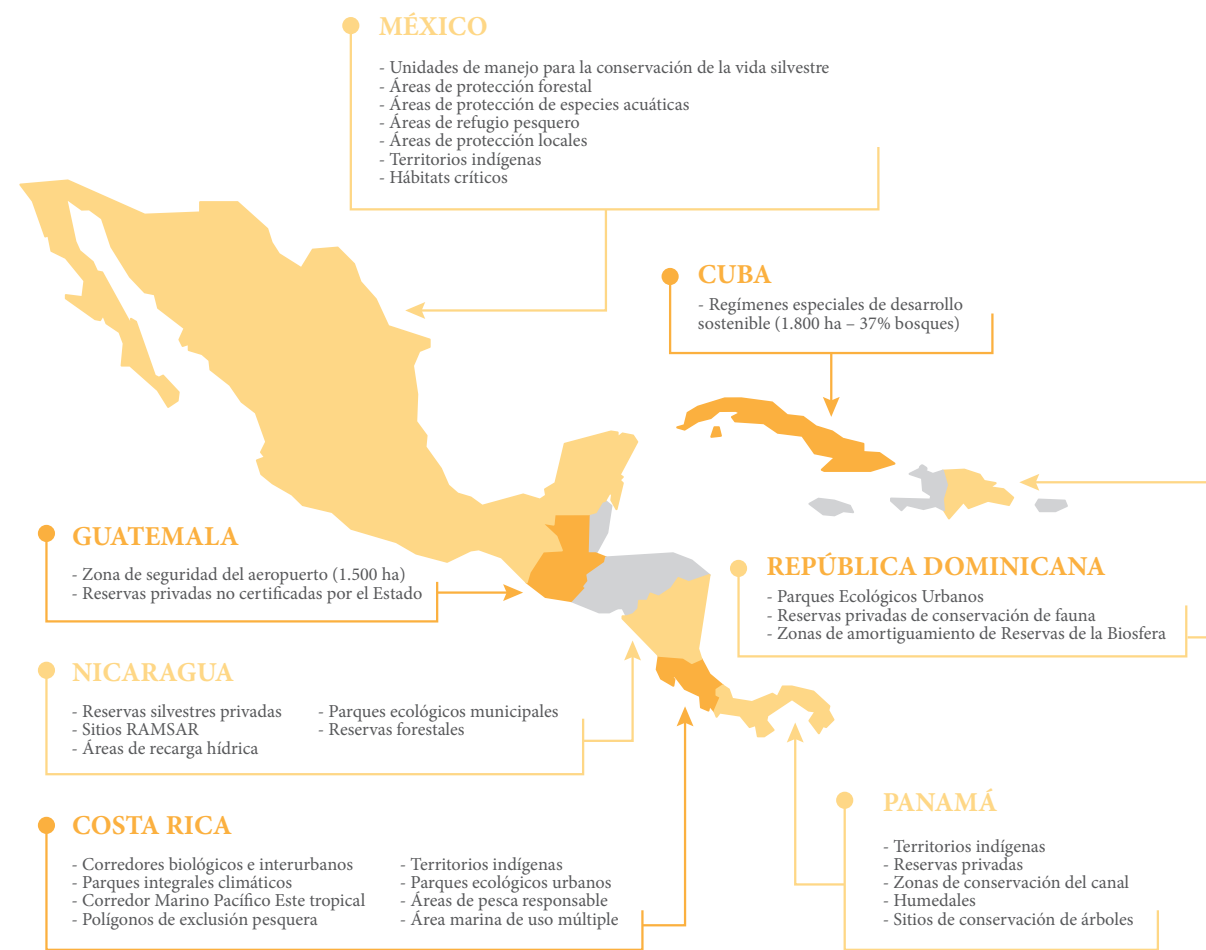 MÉXICO
- Unidades de manejo para la conservación de la vida silvestre
- Áreas de protección forestal
- Áreas de protección de especies acuáticas
- Áreas de refugio pesquero
- Áreas de protección locales
- Territorios indígenas
- Hábitats críticos
CUBA
- Regímenes especiales de desarrollo
sostenible (1.800 ha – 37% bosques)
GUATEMALA
- Zona de seguridad del aeropuerto (1.500 ha)
- Reservas privadas no certificadas por el Estado
REPÚBLICA DOMINICANA
- Parques Ecológicos Urbanos
- Reservas privadas de conservación de fauna
- Zonas de amortiguamiento de Reservas de la Biosfera
NICARAGUA
- Reservas silvestres privadas
- Sitios RAMSAR
- Áreas de recarga hídrica
- Parques ecológicos municipales
- Reservas forestales
COSTA RICA
- Corredores biológicos e interurbanos
- Parques integrales climáticos
- Corredor Marino Pacífico Este tropical
- Polígonos de exclusión pesquera
- Territorios indígenas
- Parques ecológicos urbanos
- Áreas de pesca responsable
- Área marina de uso múltiple
PANAMÁ
- Territorios indígenas
- Reservas privadas
- Zonas de conservación del canal
- Humedales
- Sitios de conservación de árboles